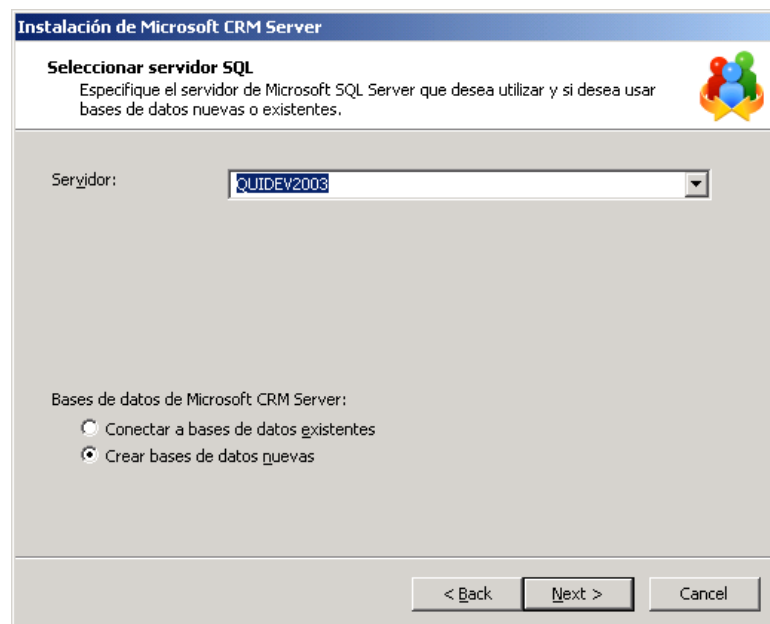 Instalación de Microsoft CRM Server
Seleccionar servidor SQL
Especifique el servidor de Microsoft SQL Server que desea utilizar y si desea usar
bases de datos nuevas o existentes.
Servidor:
QUIDEV2003
Bases de datos de Microsoft CRM Server:
Conectar a bases de datos existentes
Crear bases de datos nuevas
< Back
Next >
Cancel